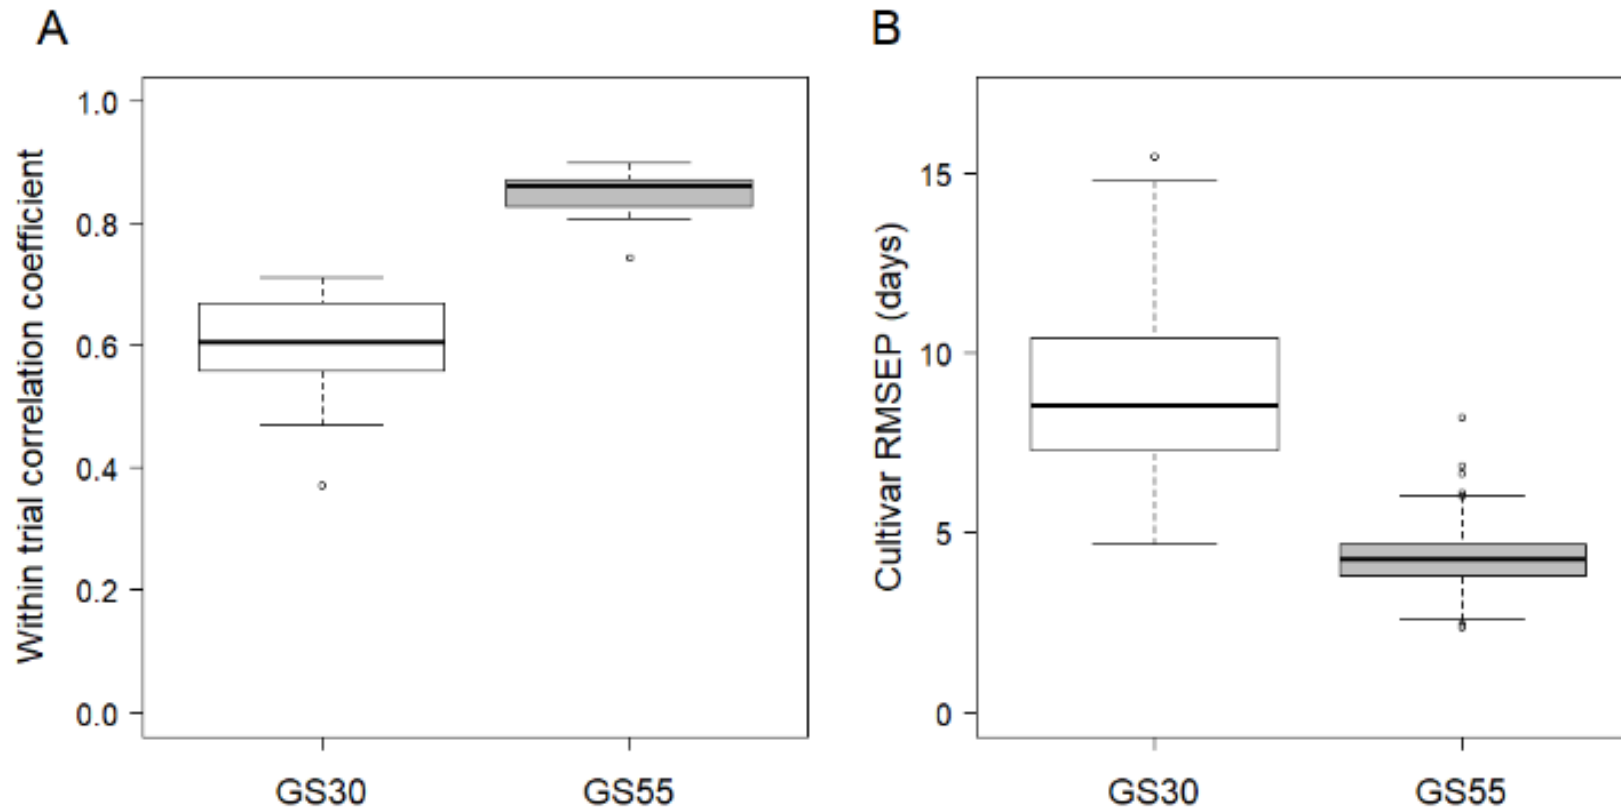 A
Within trial correlation coefficient
1.0
0.8
0.6
0.4
0.2
0.0
GS30 GS55
B
Cultivar RMSEP (days)
15
10
5
0
GS30 GS55